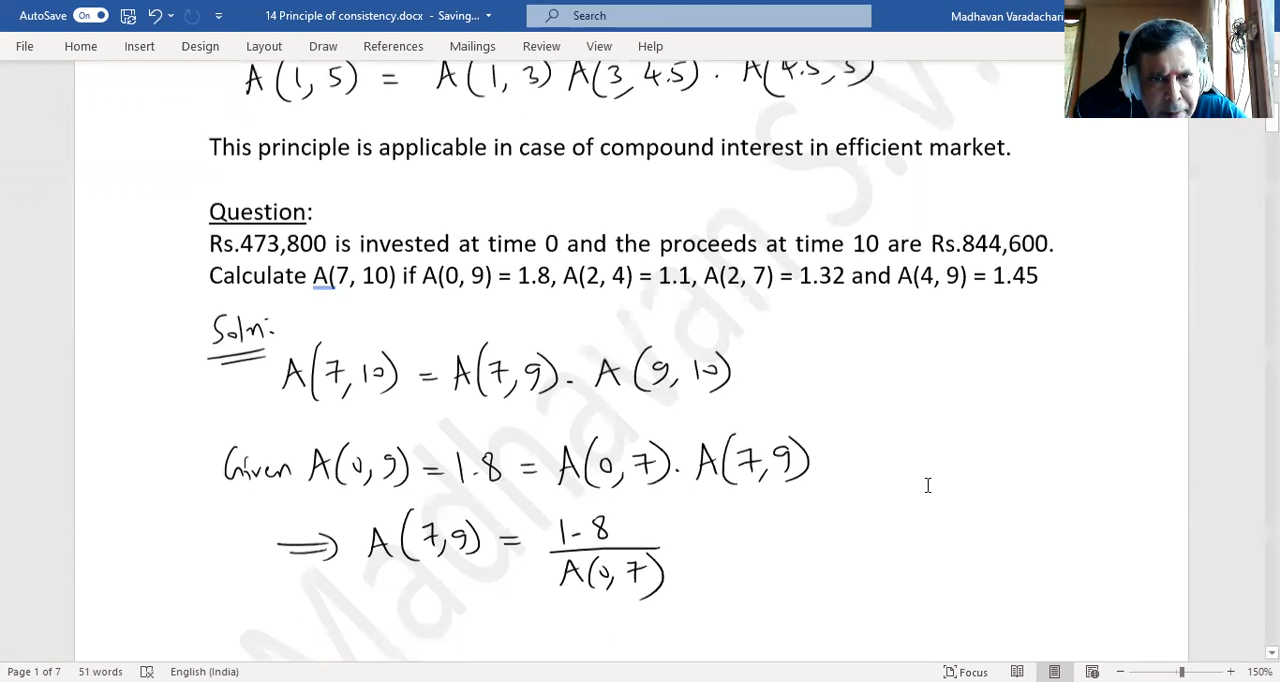 AutoSave On 14 Principle of consistency.docx - Saving... Search Madhavan Varadachari
File Home Insert Design Layout Draw References Mailings Review View Help
A(1, 5) = A(1, 3) A(3, 4.5) . A(4.5, 5)
This principle is applicable in case of compound interest in efficient market.
Question:
Rs.473,800 is invested at time 0 and the proceeds at time 10 are Rs.844,600.
Calculate A(7, 10) if A(0, 9) = 1.8, A(2, 4) = 1.1, A(2, 7) = 1.32 and A(4, 9) = 1.45
Soln:
A(7, 10) = A(7, 9) . A(9, 10)
Given A(0, 9) = 1.8 = A(0, 7) . A(7, 9)
⟹ A(7, 9) = 1.8
A(0, 7)
Madhavan S.V.
Page 1 of 7 51 words English (India) Focus 150%